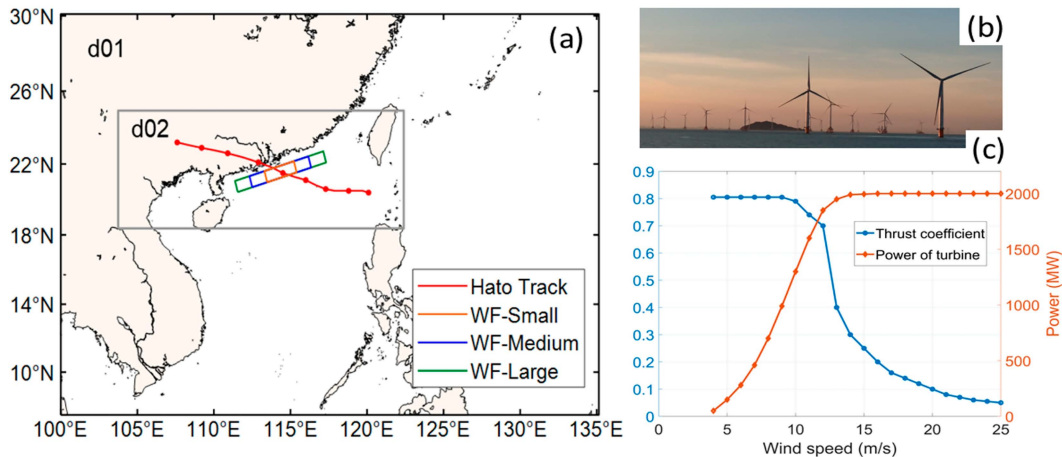 30°N
26°N
22°N
18°N
14°N
10°N
100°E 105°E 110°E 115°E 120°E 125°E 130°E 135°E
d01
(a)
d02
Hato Track
WF-Small
WF-Medium
WF-Large
(b)
(c)
0.9
0.8
0.7
0.6
0.5
0.4
0.3
0.2
0.1
0
Thrust coefficient
Power of turbine
2000
1500
1000
500
0
Power (MW)
0 5 10 15 20 25
Wind speed (m/s)